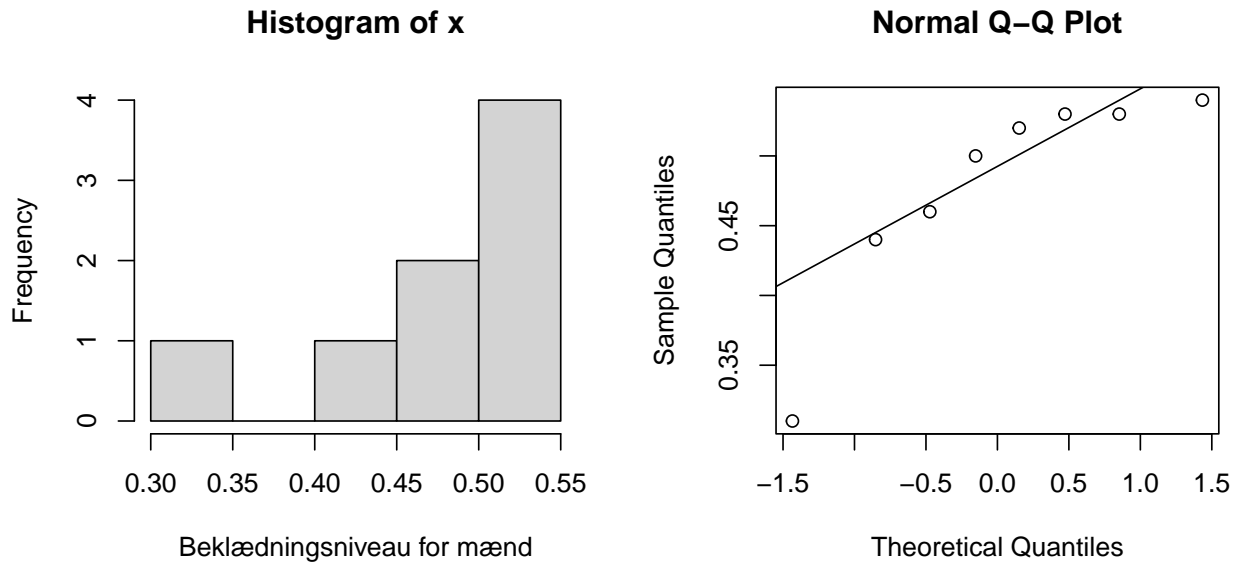 Histogram of x
Frequency
0
1
2
3
4
0.30 0.35 0.40 0.45 0.50 0.55
Beklædningsniveau for mænd
Normal Q−Q Plot
Sample Quantiles
0.35
0.45
−1.5 −0.5 0.0 0.5 1.0 1.5
Theoretical Quantiles